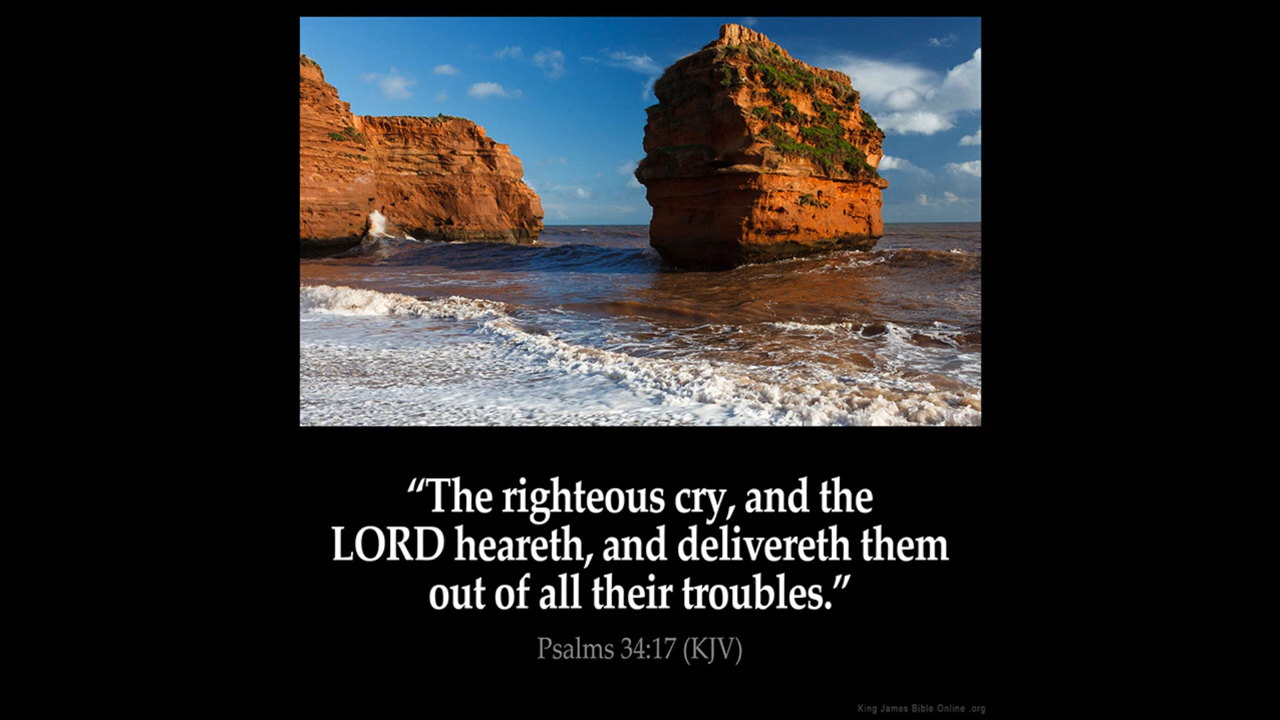 “The righteous cry, and the
LORD heareth, and delivereth them
out of all their troubles.”
Psalms 34:17 (KJV)
King James Bible Online .org